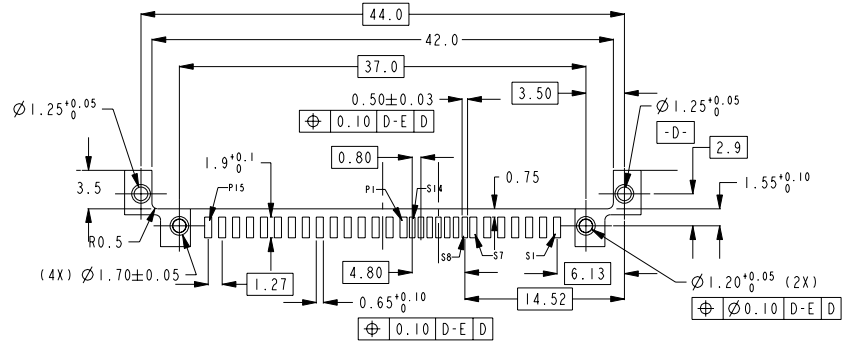 44.0
42.0
37.0
0.50±0.03
3.50
Ø1.25+0.05 0
Ø1.25+0.05 0
⌖ 0.10 D-E D
-D-
0.80
2.9
1.9+0.1 0
3.5
P15
P1
S14
0.75
1.55+0.10 0
R0.5
S8
S7
S1
(4X) Ø1.70±0.05
1.27
4.80
6.13
Ø1.20+0.05 0 (2X)
0.65+0.10 0
14.52
⌖ Ø0.10 D-E D
⌖ 0.10 D-E D